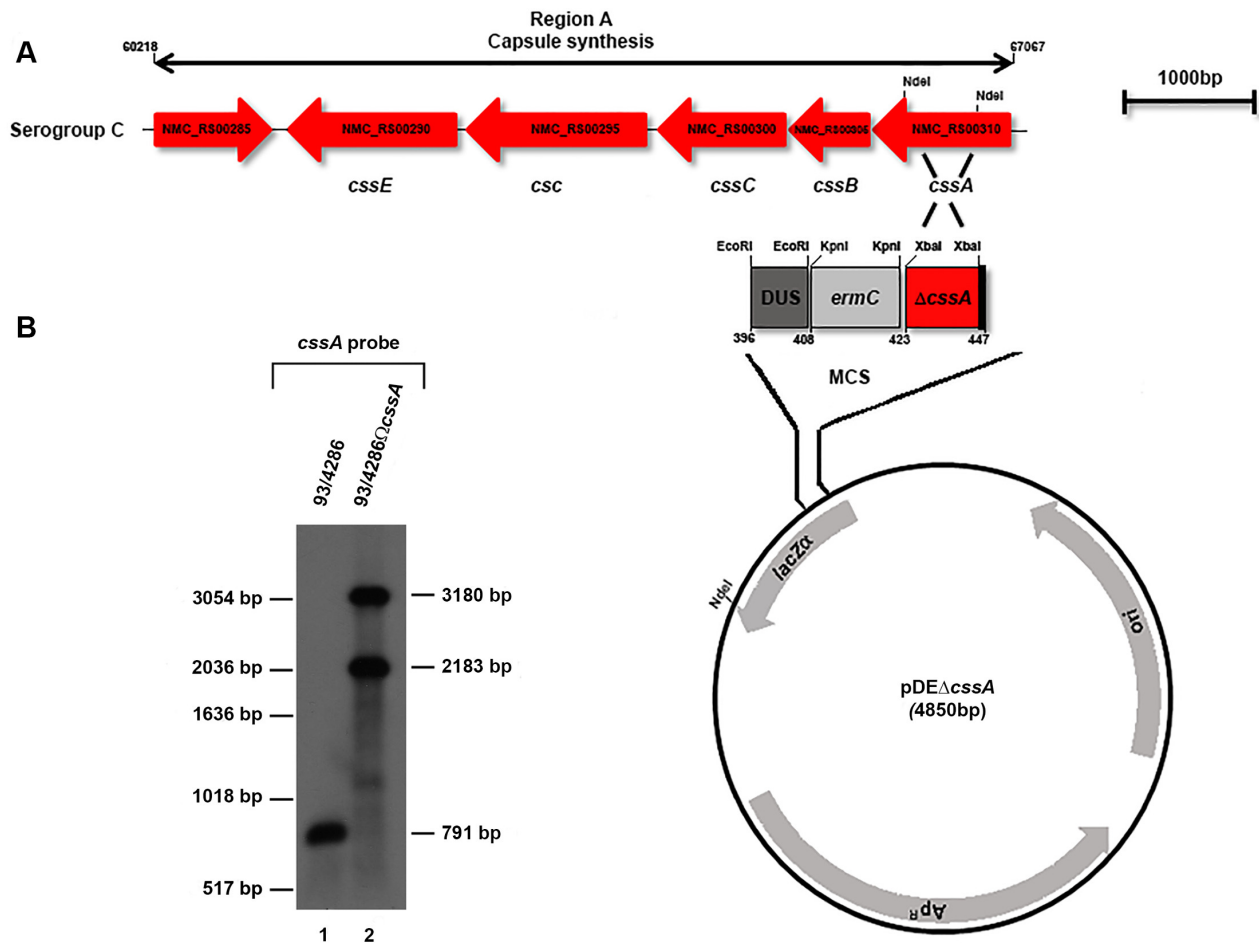 A
Region A
Capsule synthesis
60218
67067
NdeI
NdeI
1000bp
Serogroup C
NMC_RS00285
NMC_RS00290
NMC_RS00295
NMC_RS00300
NMC_RS00305
NMC_RS00310
cssE
csc
cssC
cssB
cssA
EcoRI
EcoRI
KpnI
KpnI
XbaI
XbaI
DUS
ermC
ΔcssA
396
408
423
447
MCS
B
cssA probe
93/4286
93/4286ΩcssA
3054 bp
2036 bp
1636 bp
1018 bp
517 bp
3180 bp
2183 bp
791 bp
1
2
lacZα
NdeI
ori
pDEΔcssA
(4850bp)
ApR